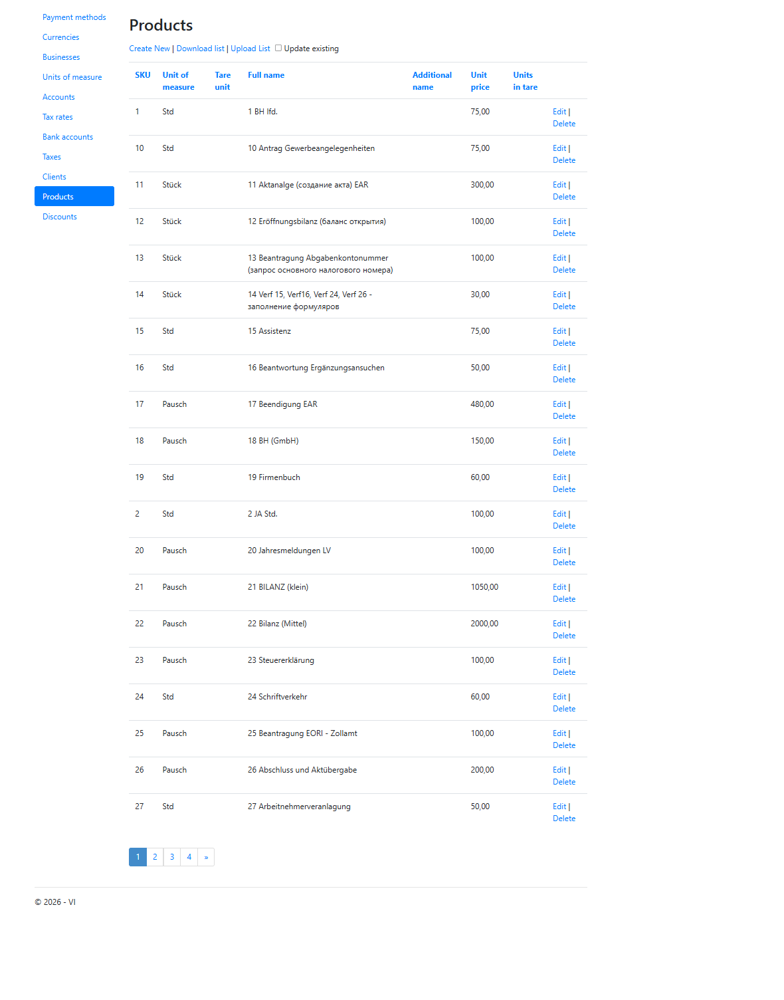 Payment methods
Currencies
Businesses
Units of measure
Accounts
Tax rates
Bank accounts
Taxes
Clients
Products
Discounts
Products
Create New | Download list | Upload List Update existing
SKU Unit of measure Tare unit Full name Additional name Unit price Units in tare
1 Std 1 BH lfd. 75,00 Edit | Delete
10 Std 10 Antrag Gewerbeangelegenheiten 75,00 Edit | Delete
11 Stück 11 Aktanalge (создание акта) EAR 300,00 Edit | Delete
12 Stück 12 Eröffnungsbilanz (баланс открытия) 100,00 Edit | Delete
13 Stück 13 Beantragung Abgabenkontonummer (запрос основного налогового номера) 100,00 Edit | Delete
14 Stück 14 Verf 15, Verf16, Verf 24, Verf 26 - заполнение формуляров 30,00 Edit | Delete
15 Std 15 Assistenz 75,00 Edit | Delete
16 Std 16 Beantwortung Ergänzungsansuchen 50,00 Edit | Delete
17 Pausch 17 Beendigung EAR 480,00 Edit | Delete
18 Pausch 18 BH (GmbH) 150,00 Edit | Delete
19 Std 19 Firmenbuch 60,00 Edit | Delete
2 Std 2 JA Std. 100,00 Edit | Delete
20 Pausch 20 Jahresmeldungen LV 100,00 Edit | Delete
21 Pausch 21 BILANZ (klein) 1050,00 Edit | Delete
22 Pausch 22 Bilanz (Mittel) 2000,00 Edit | Delete
23 Pausch 23 Steuererklärung 100,00 Edit | Delete
24 Std 24 Schriftverkehr 60,00 Edit | Delete
25 Pausch 25 Beantragung EORI - Zollamt 100,00 Edit | Delete
26 Pausch 26 Abschluss und Aktübergabe 200,00 Edit | Delete
27 Std 27 Arbeitnehmerveranlagung 50,00 Edit | Delete
1 2 3 4 »
© 2026 - VI